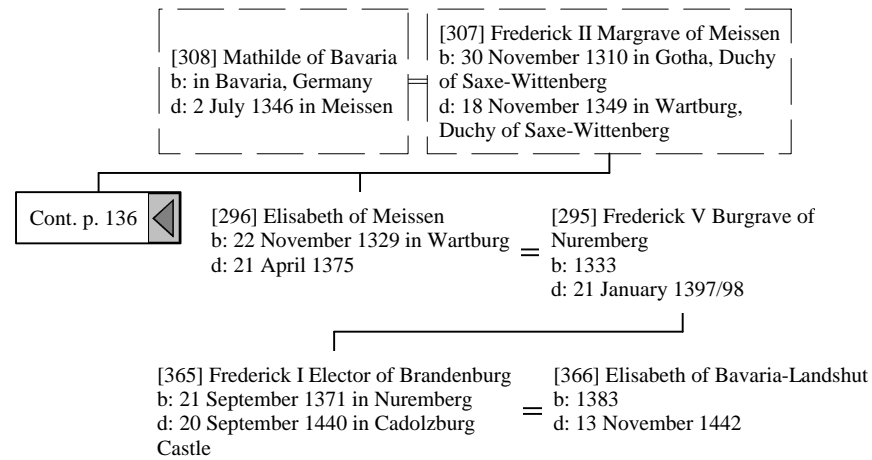 [308] Mathilde of Bavaria
b: in Bavaria, Germany
d: 2 July 1346 in Meissen
[307] Frederick II Margrave of Meissen
b: 30 November 1310 in Gotha, Duchy
of Saxe-Wittenberg
d: 18 November 1349 in Wartburg,
Duchy of Saxe-Wittenberg
=
Cont. p. 136
[296] Elisabeth of Meissen
b: 22 November 1329 in Wartburg
d: 21 April 1375
=
[295] Frederick V Burgrave of
Nuremberg
b: 1333
d: 21 January 1397/98
[365] Frederick I Elector of Brandenburg
b: 21 September 1371 in Nuremberg
d: 20 September 1440 in Cadolzburg
Castle
=
[366] Elisabeth of Bavaria-Landshut
b: 1383
d: 13 November 1442